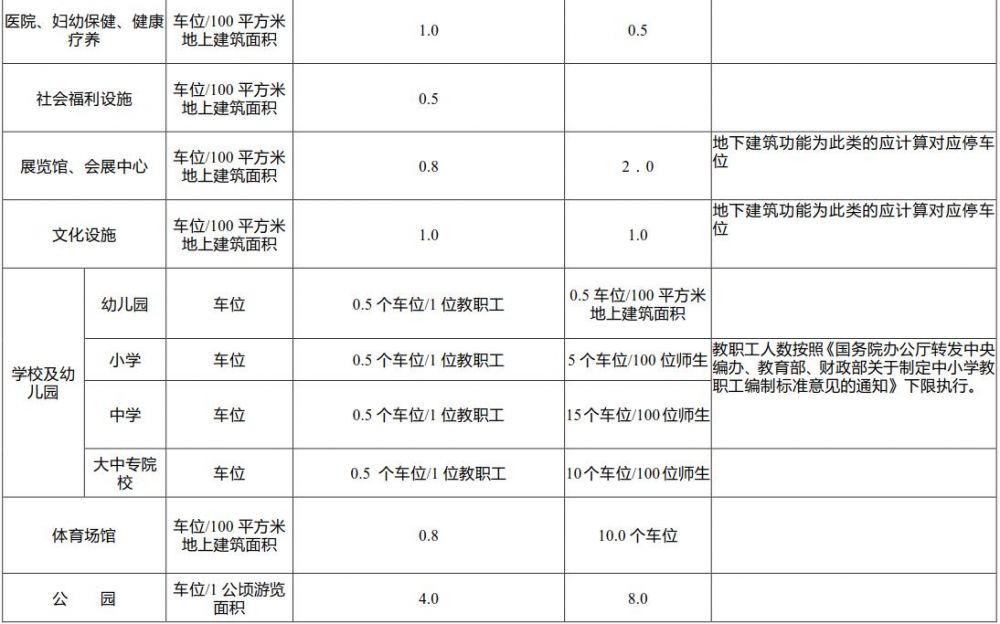 医院、妇幼保健、健康
疗养
车位/100 平方米
地上建筑面积
1.0
0.5
社会福利设施
车位/100 平方米
地上建筑面积
0.5
展览馆、会展中心
车位/100 平方米
地上建筑面积
0.8
2．0
地下建筑功能为此类的应计算对应停车
位
文化设施
车位/100 平方米
地上建筑面积
1.0
1.0
地下建筑功能为此类的应计算对应停车
位
学校及幼
儿园
幼儿园
车位
0.5 个车位/1 位教职工
0.5 车位/100 平方米
地上建筑面积
小学
车位
0.5 个车位/1 位教职工
5 个车位/100 位师生
教职工人数按照《国务院办公厅转发中央
编办、教育部、财政部关于制定中小学教
职工编制标准意见的通知》下限执行。
中学
车位
0.5 个车位/1 位教职工
15 个车位/100 位师生
大中专院
校
车位
0.5 个车位/1 位教职工
10 个车位/100 位师生
体育场馆
车位/100 平方米
地上建筑面积
0.8
10.0 个车位
公 园
车位/1 公顷游览
面积
4.0
8.0